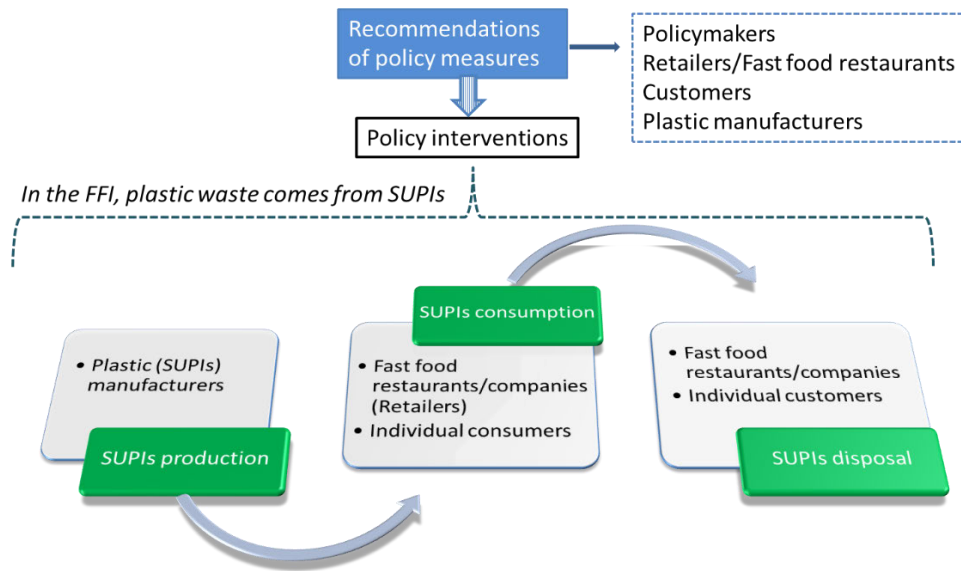 Recommendations
of policy measures
Policymakers
Retailers/Fast food restaurants
Customers
Plastic manufacturers
Policy interventions
In the FFI, plastic waste comes from SUPIs
• Plastic (SUPIs)
manufacturers
SUPIs production
SUPIs consumption
• Fast food
restaurants/companies
(Retailers)
• Individual consumers
• Fast food
restaurants/companies
• Individual customers
SUPIs disposal